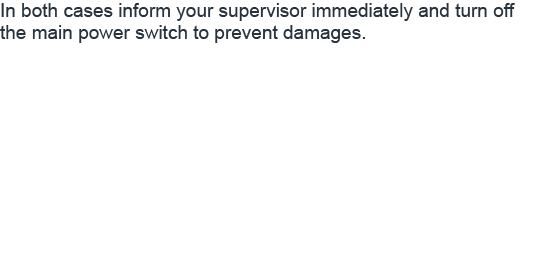 In both cases inform your supervisor immediately and turn off
the main power switch to prevent damages.